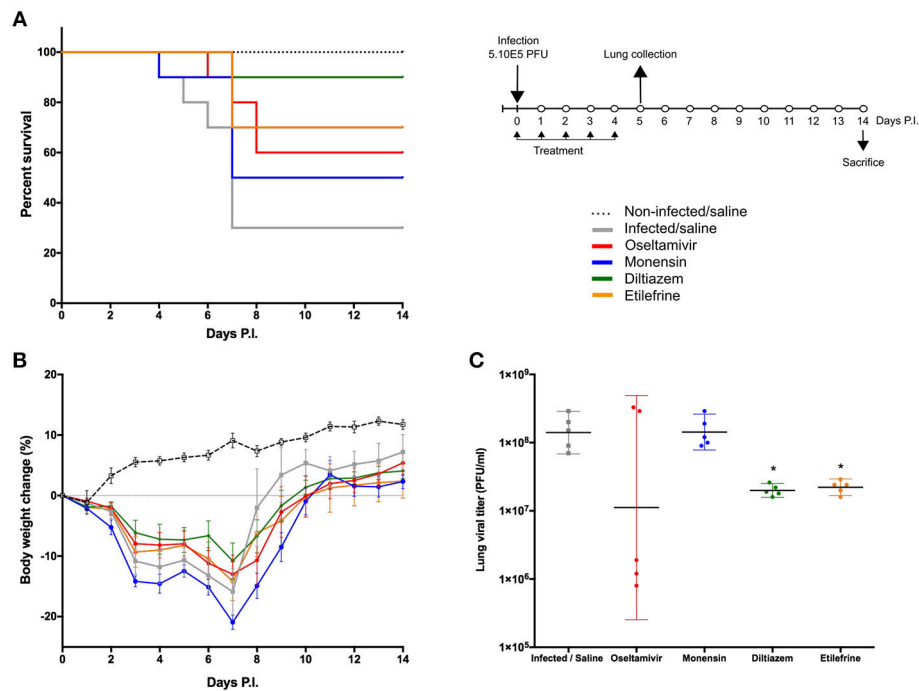 A
Percent survival
100
80
60
40
20
0
0 2 4 6 8 10 12 14
Days P.I.
Infection
5.10E5 PFU
Lung collection
0 1 2 3 4 5 6 7 8 9 10 11 12 13 14 Days P.I.
Treatment
Sacrifice
Non-infected/saline
Infected/saline
Oseltamivir
Monensin
Diltiazem
Etilefrine
B
Body weight change (%)
20
10
0
-10
-20
0 2 4 6 8 10 12 14
Days P.I.
C
Lung viral titer (PFU/ml)
1×10⁹
1×10⁸
1×10⁷
1×10⁶
1×10⁵
* *
Infected / Saline Oseltamivir Monensin Diltiazem Etilefrine